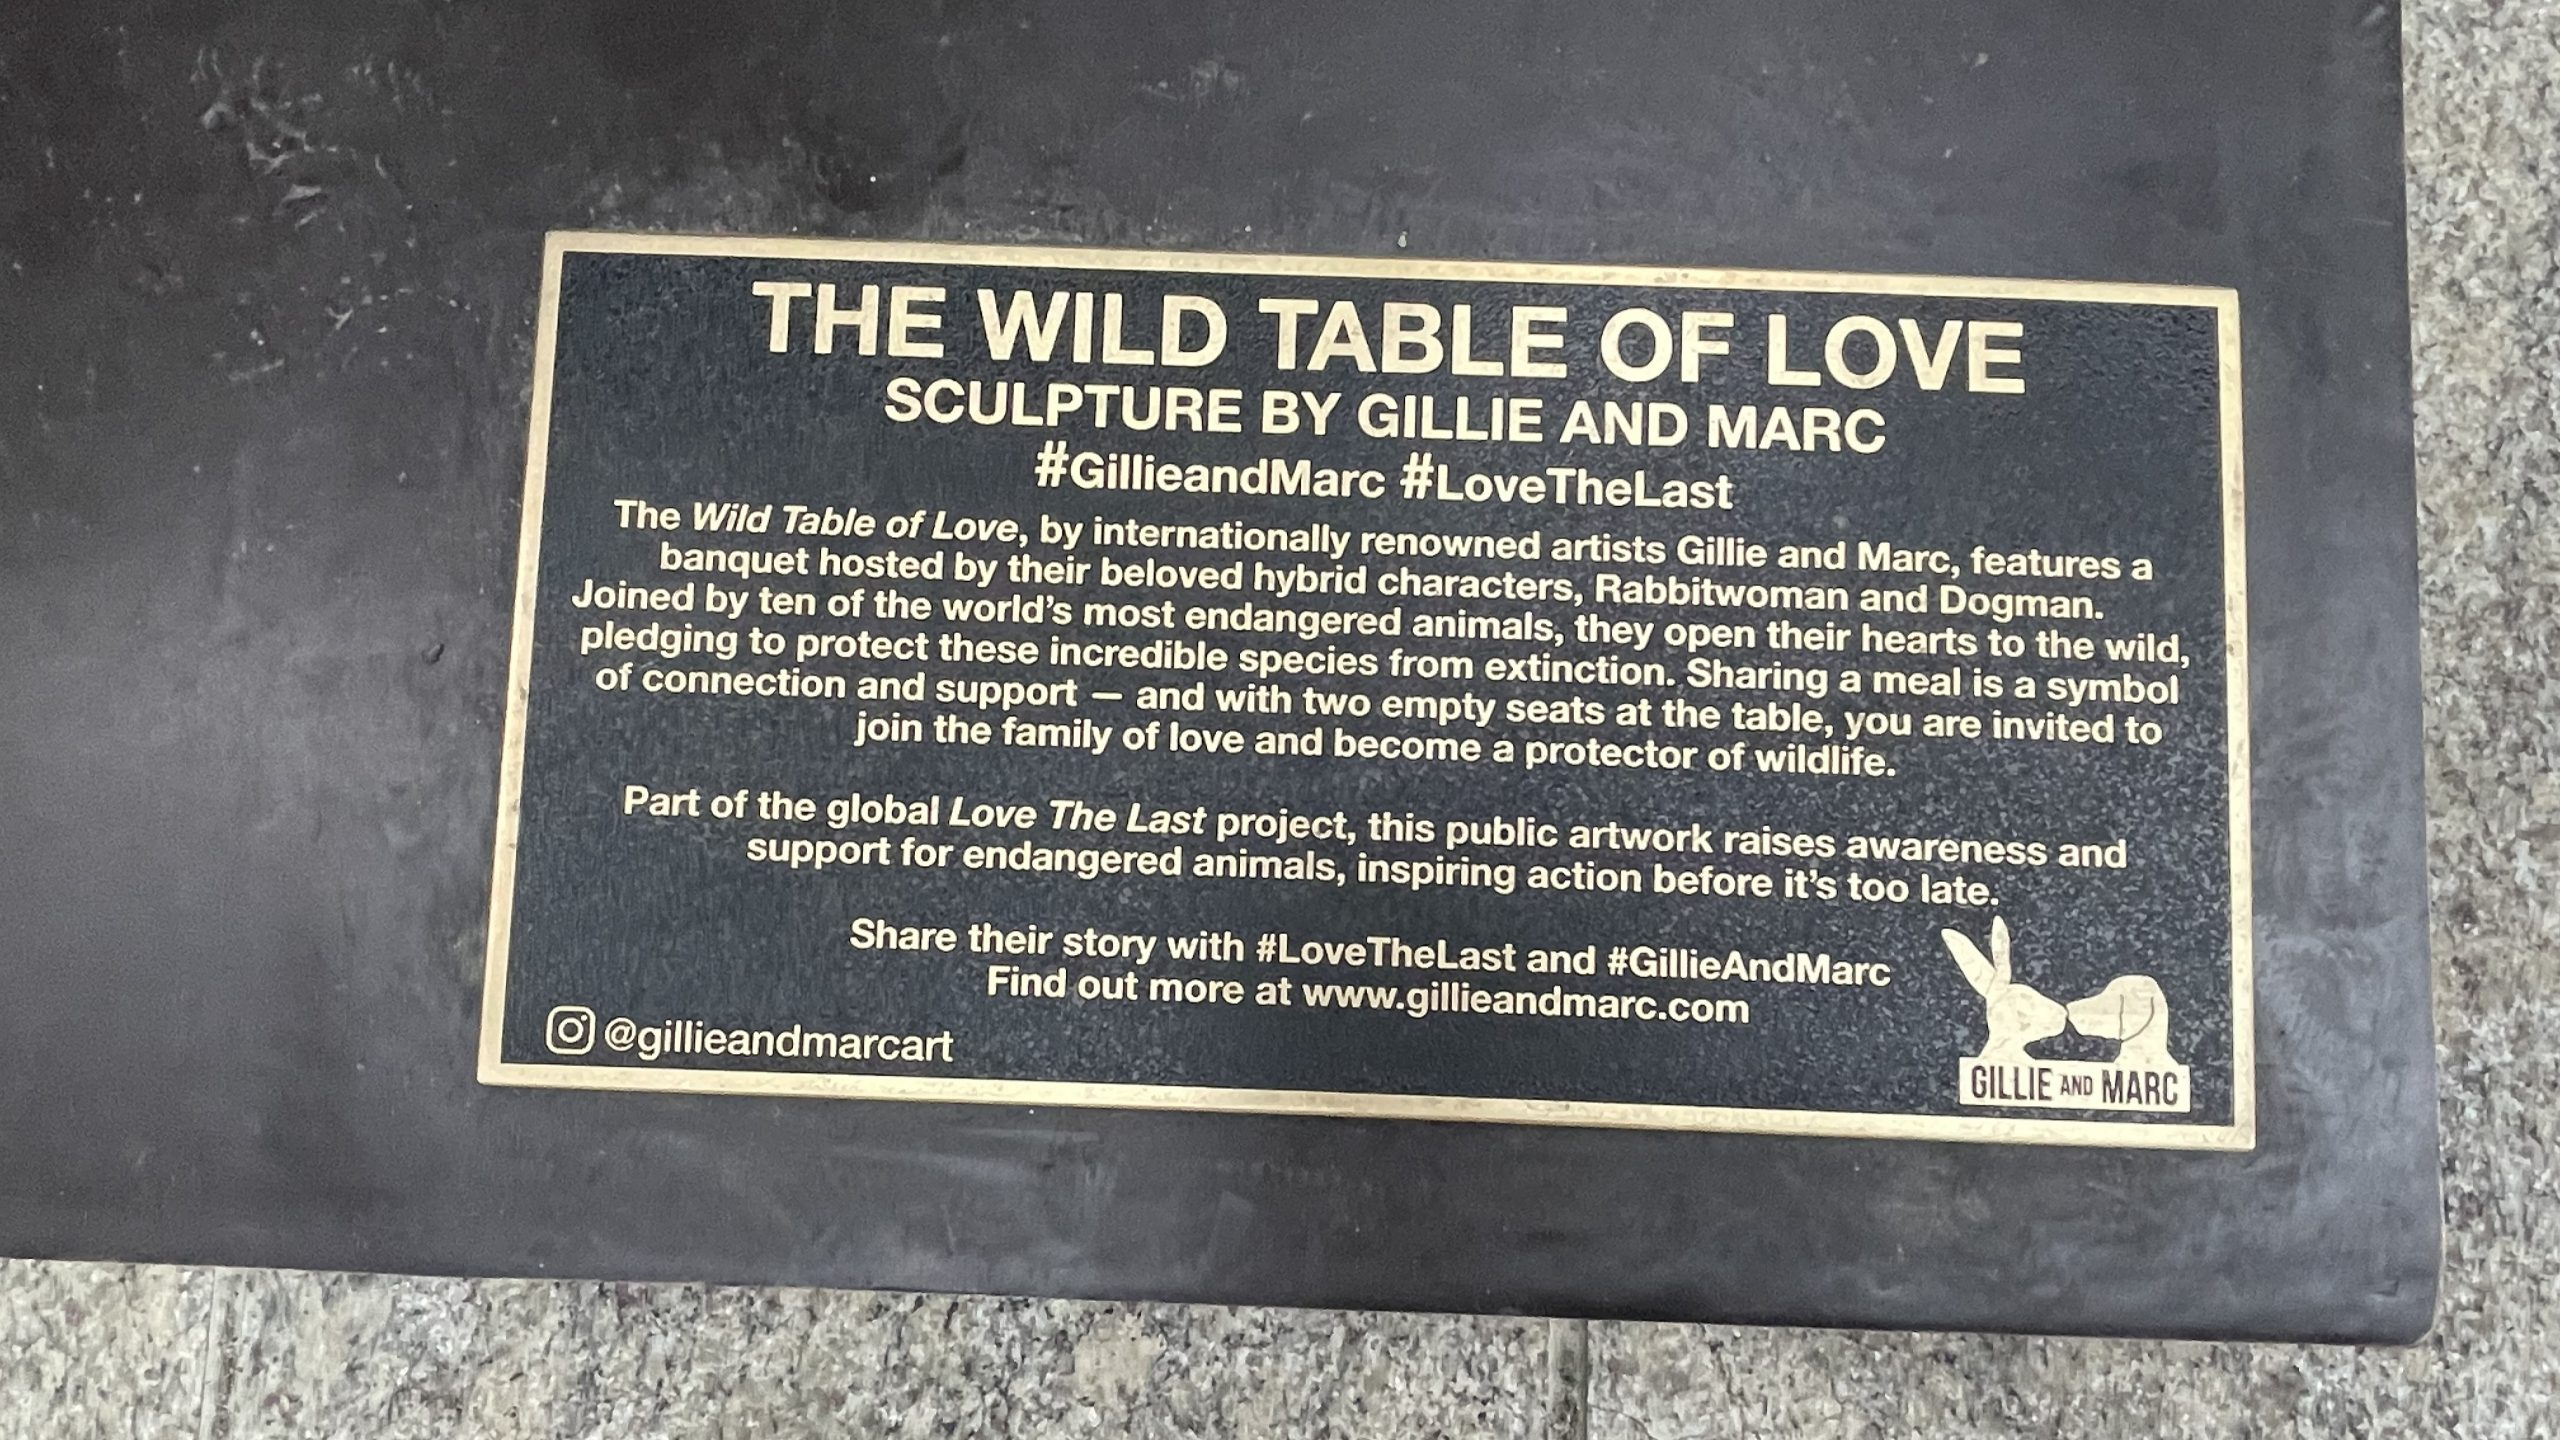 THE WILD TABLE OF LOVE
SCULPTURE BY GILLIE AND MARC
#GillieandMarc #LoveTheLast
The Wild Table of Love, by internationally renowned artists Gillie and Marc, features a
banquet hosted by their beloved hybrid characters, Rabbitwoman and Dogman.
Joined by ten of the world's most endangered animals, they open their hearts to the wild,
pledging to protect these incredible species from extinction. Sharing a meal is a symbol
of connection and support — and with two empty seats at the table, you are invited to
join the family of love and become a protector of wildlife.
Part of the global Love The Last project, this public artwork raises awareness and
support for endangered animals, inspiring action before it's too late.
Share their story with #LoveTheLast and #GillieAndMarc
Find out more at www.gillieandmarc.com
@gillieandmarcart
GILLIE AND MARC